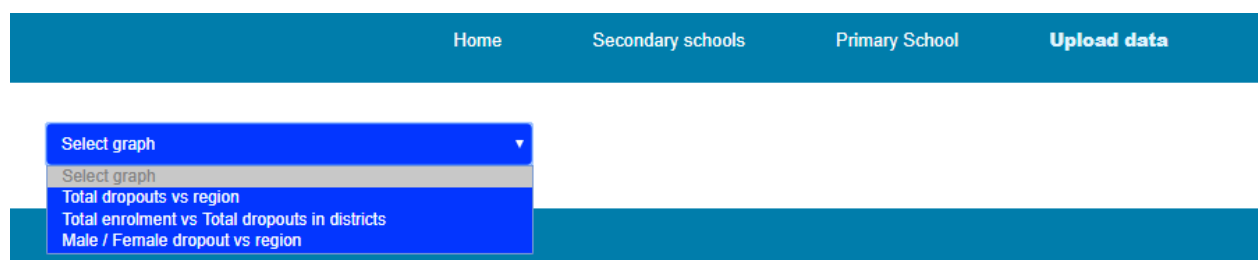 Home Secondary schools Primary School Upload data
Select graph
Select graph
Total dropouts vs region
Total enrolment vs Total dropouts in districts
Male / Female dropout vs region